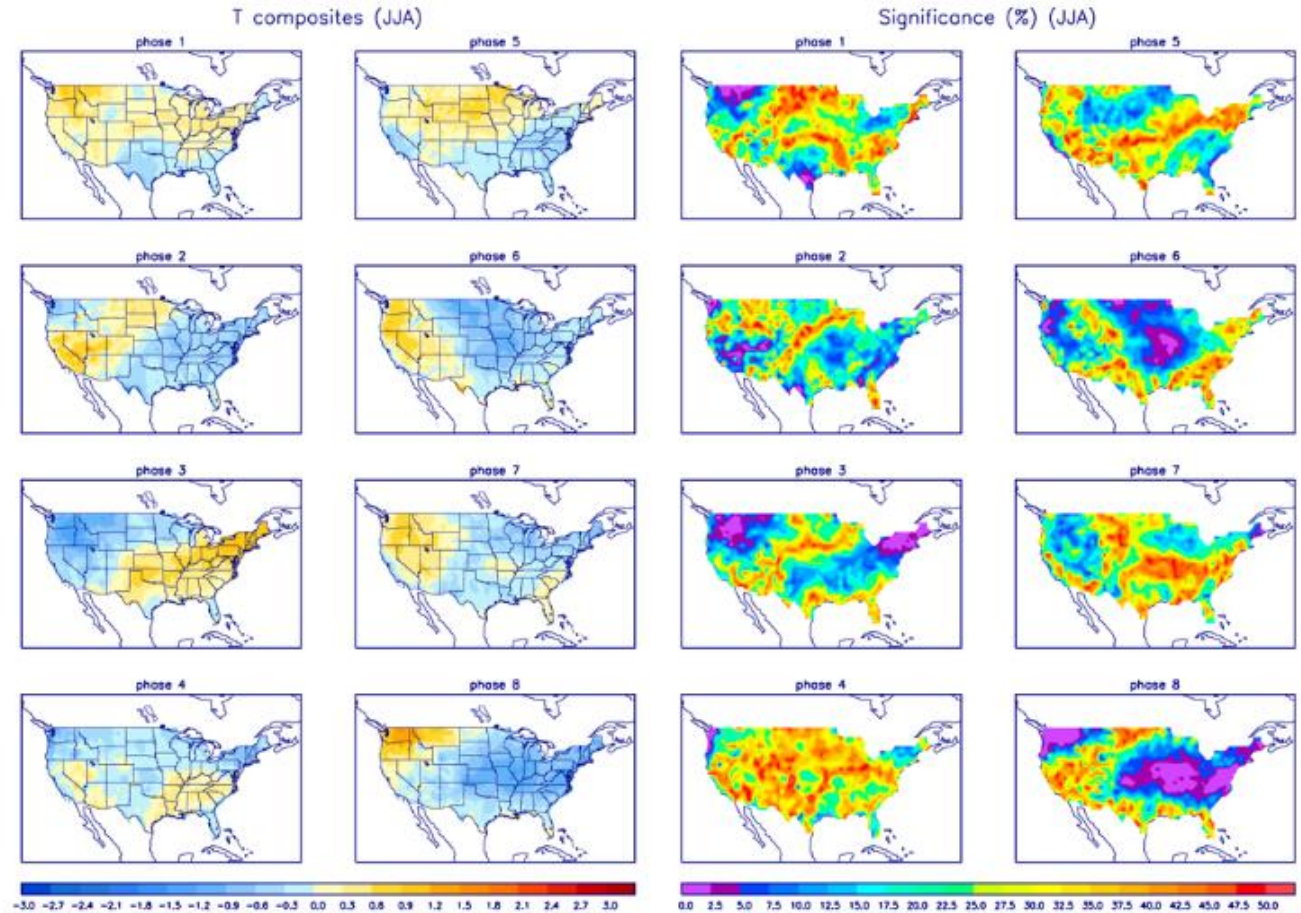 T composites (JJA)
Significance (%) (JJA)
phase 1
phase 5
phase 1
phase 5
phase 2
phase 6
phase 2
phase 6
phase 3
phase 7
phase 3
phase 7
phase 4
phase 8
phase 4
phase 8
−3.0 −2.7 −2.4 −2.1 −1.8 −1.5 −1.2 −0.9 −0.6 −0.3 0.0 0.3 0.6 0.9 1.2 1.5 1.8 2.1 2.4 2.7 3.0
0.0 2.5 5.0 7.5 10.0 12.5 15.0 17.5 20.0 22.5 25.0 27.5 30.0 32.5 35.0 37.5 40.0 42.5 45.0 47.5 50.0